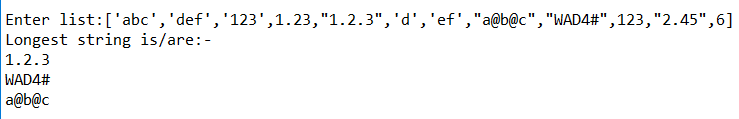 Enter list:['abc','def','123',1.23,"1.2.3",'d','ef',"a@b@c","WAD4#",123,"2.45",6]
Longest string is/are:-
1.2.3
WAD4#
a@b@c